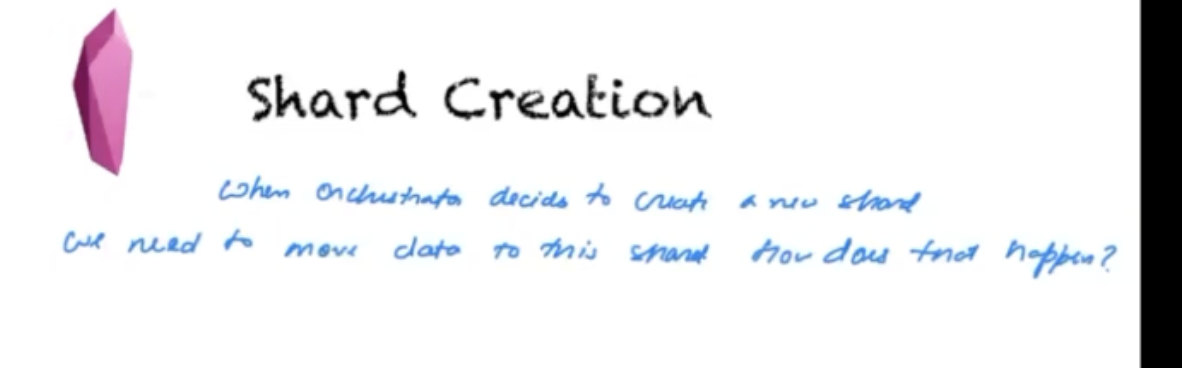 Shard Creation
When Orchestrator decides to create a new shard
we need to move data to this shard How does that happen?